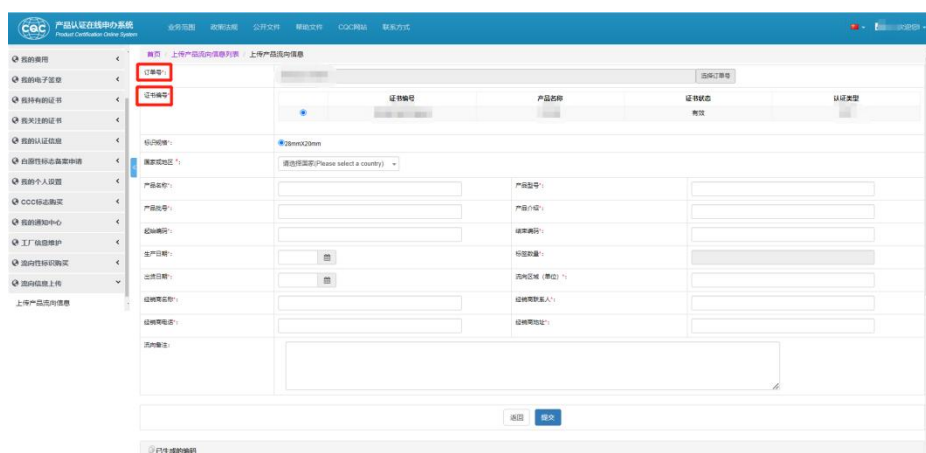 CQC 产品认证在线申办系统
Product Certification Online System
业务范围 政策法规 公开文件 帮助文件 CQC网站 联系方式
首页 / 上传产品流向信息列表 / 上传产品流向信息
我的费用
我的电子签章
我持有的证书
我关注的证书
我的认证信息
自愿性标志备案申请
我的个人设置
CCC标志购买
我的通知中心
工厂信息维护
流向性标识购买
流向信息上传
上传产品流向信息
订单号*: 选择订单号
证书编号*: 证书编号 产品名称 证书状态 认证类型
有效
标识规格*: 28mmX20mm
国家或地区 *: 请选择国家(Please select a country)
产品名称*: 产品型号*:
产品批号*: 产品介绍*:
起始编码*: 结束编码*:
生产日期*: 标签数量*:
出货日期*: 流向区域（单位）*:
经销商名称*: 经销商联系人*:
经销商电话*: 经销商地址*:
流向备注:
返回 提交
已生成的编码